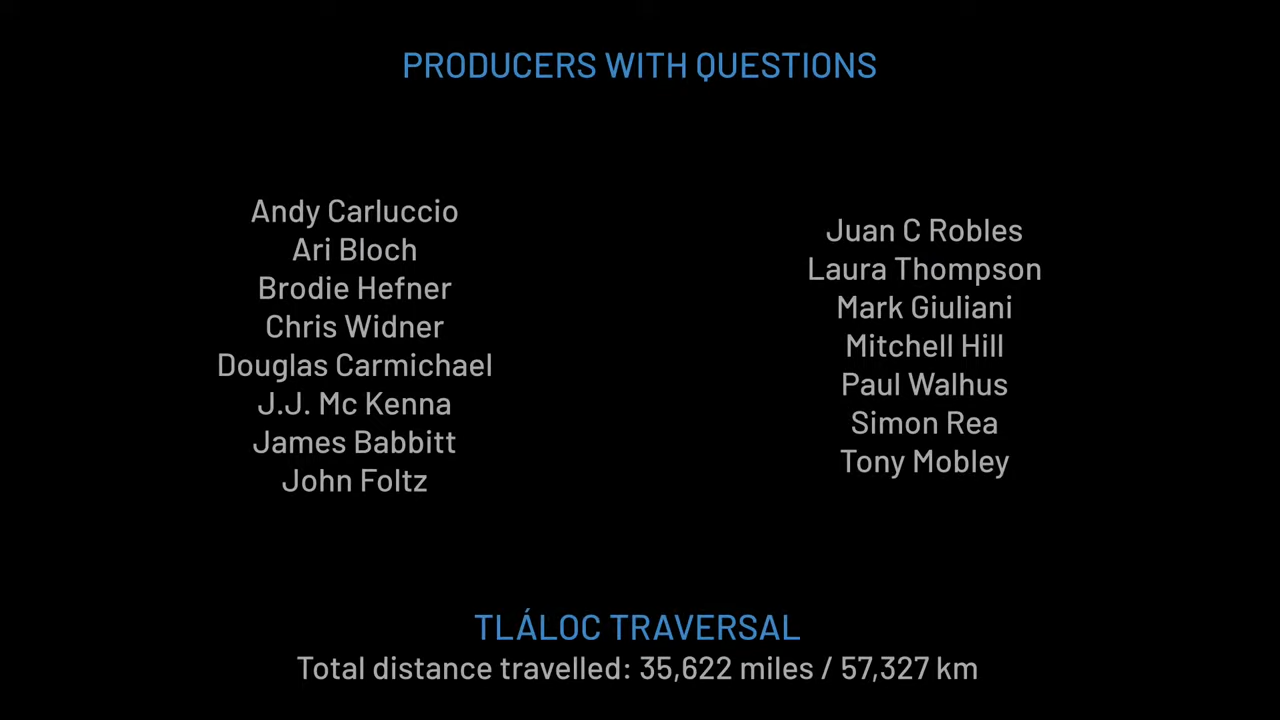 PRODUCERS WITH QUESTIONS
Andy Carluccio
Ari Bloch
Brodie Hefner
Chris Widner
Douglas Carmichael
J.J. Mc Kenna
James Babbitt
John Foltz
Juan C Robles
Laura Thompson
Mark Giuliani
Mitchell Hill
Paul Walhus
Simon Rea
Tony Mobley
TLÁLOC TRAVERSAL
Total distance travelled: 35,622 miles / 57,327 km